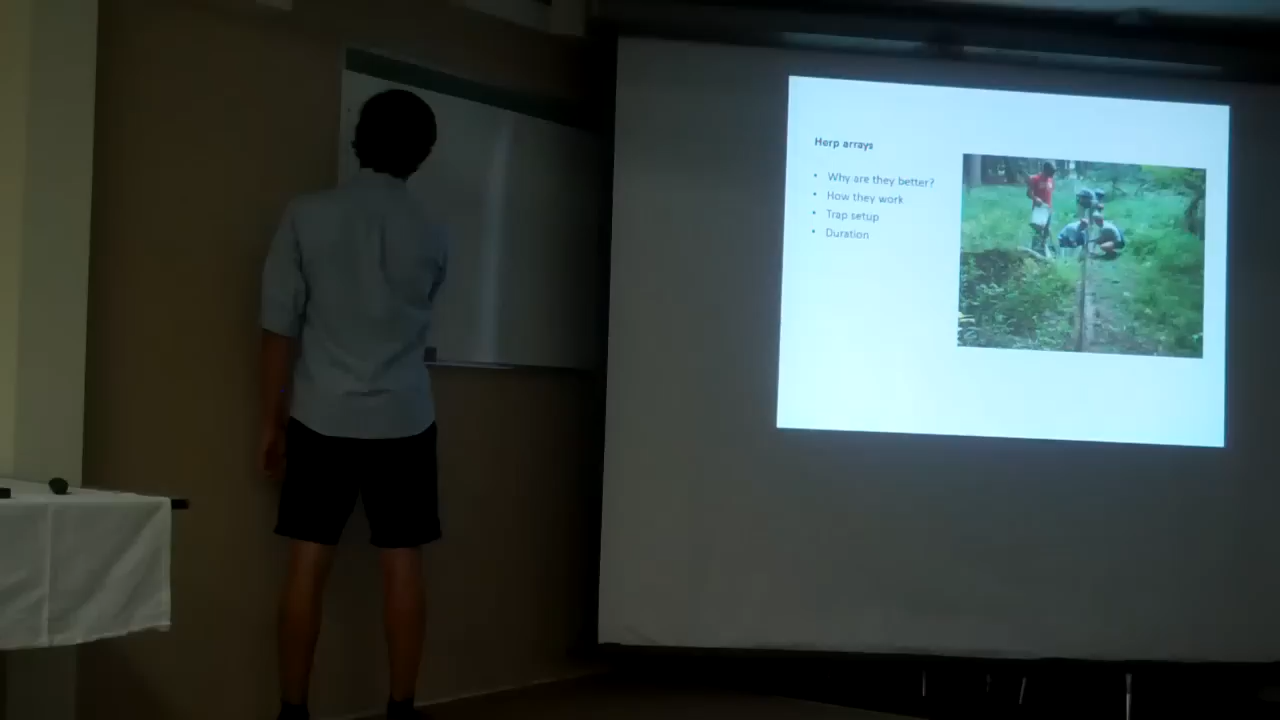 Herp arrays
• Why are they better?
• How they work
• Trap setup
• Duration